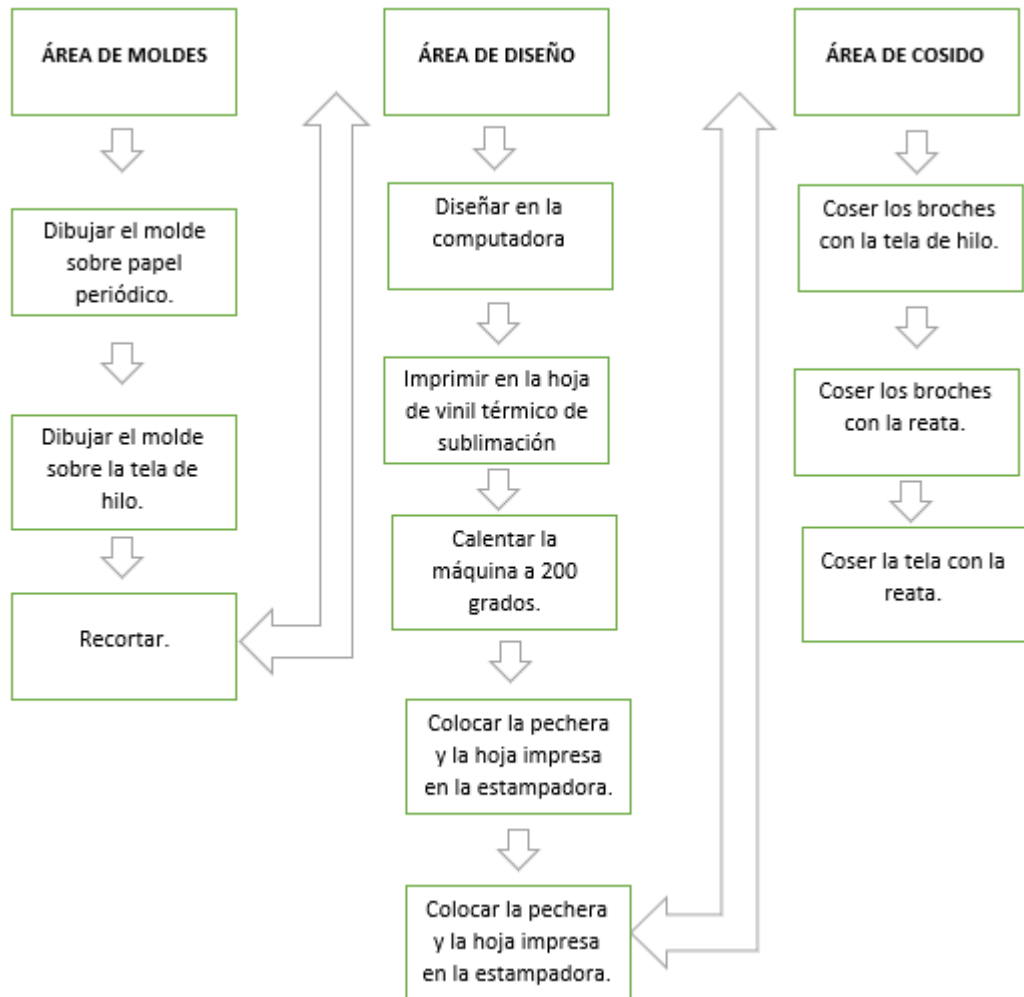 ÁREA DE MOLDES
Dibujar el molde
sobre papel
periódico.
Dibujar el molde
sobre la tela de
hilo.
Recortar.
ÁREA DE DISEÑO
Diseñar en la
computadora
Imprimir en la hoja
de vinil térmico de
sublimación
Calentar la
máquina a 200
grados.
Colocar la pechera
y la hoja impresa
en la estampadora.
Colocar la pechera
y la hoja impresa
en la estampadora.
ÁREA DE COSIDO
Coser los broches
con la tela de hilo.
Coser los broches
con la reata.
Coser la tela con la
reata.